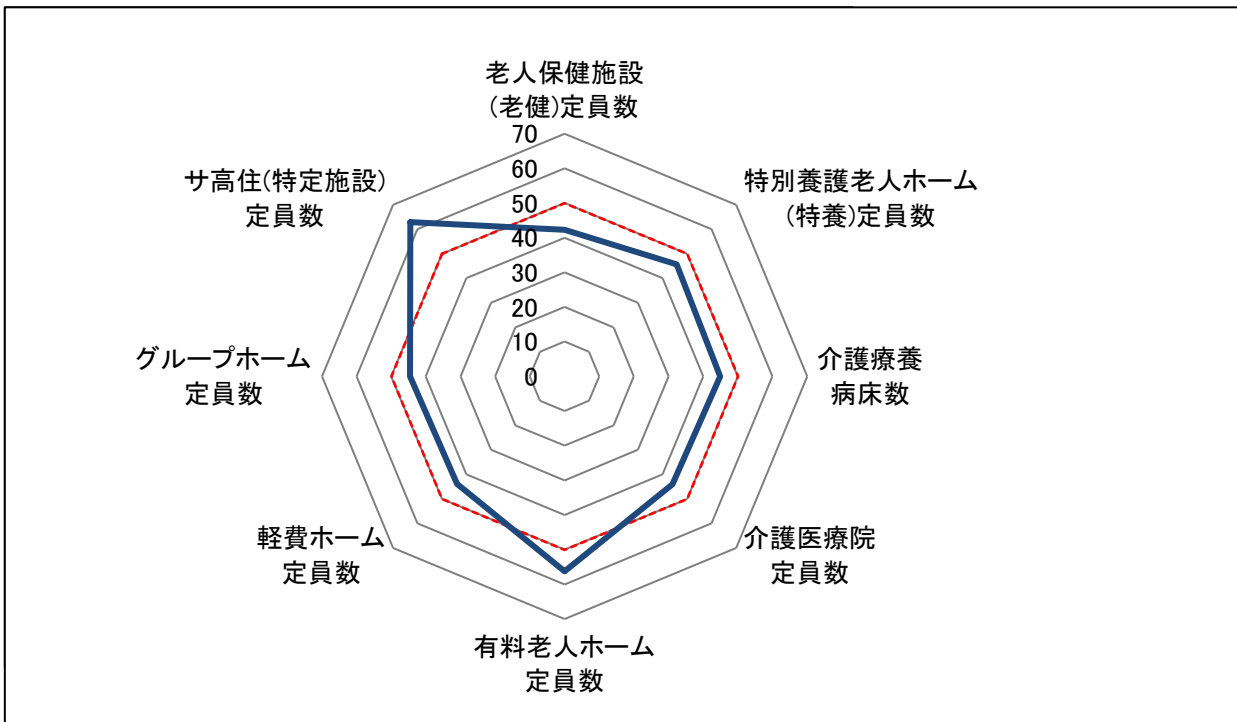 老人保健施設
(老健)定員数
特別養護老人ホーム
(特養)定員数
介護療養
病床数
介護医療院
定員数
有料老人ホーム
定員数
軽費ホーム
定員数
グループホーム
定員数
サ高住(特定施設)
定員数
70
60
50
40
30
20
10
0